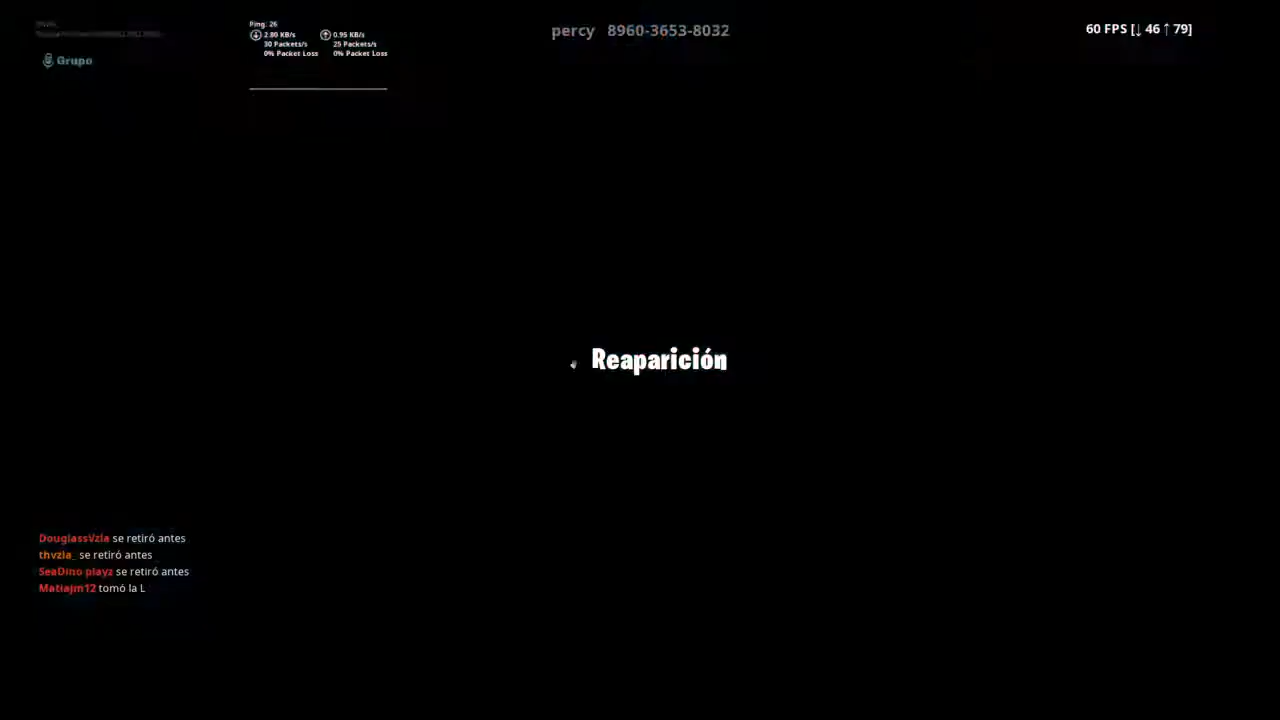 Ping: 26
2.80 KB/s 0.95 KB/s
30 Packets/s 25 Packets/s
0% Packet Loss 0% Packet Loss
percy 8960-3653-8032
60 FPS [↓ 46 ↑ 79]
Grupo
Reaparición
DouglassVzla se retiró antes
thvzla_ se retiró antes
SeaDino playz se retiró antes
Matiajm12 tomó la L